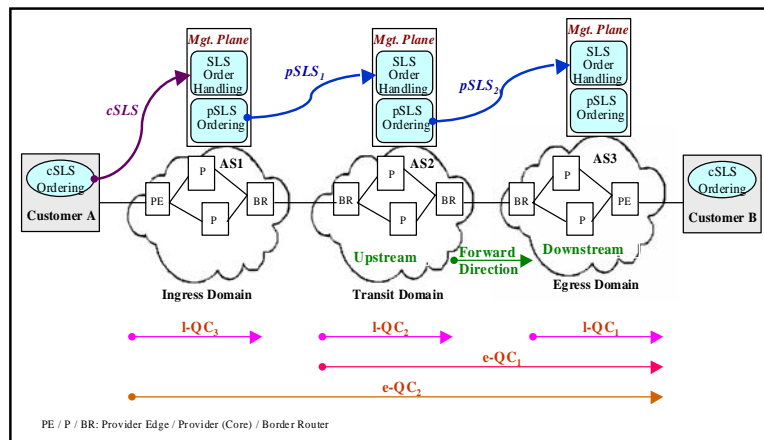 Mgt. Plane
SLS
Order
Handling
pSLS
Ordering
Mgt. Plane
SLS
Order
Handling
pSLS
Ordering
Mgt. Plane
SLS
Order
Handling
pSLS
Ordering
cSLS
pSLS₁
pSLS₂
cSLS
Ordering
Customer A
AS1
PE
P
P
BR
AS2
BR
P
P
BR
AS3
BR
P
P
PE
cSLS
Ordering
Customer B
Upstream
Forward
Direction
Downstream
Ingress Domain
Transit Domain
Egress Domain
l-QC₃
l-QC₂
l-QC₁
e-QC₁
e-QC₂
PE / P / BR: Provider Edge / Provider (Core) / Border Router